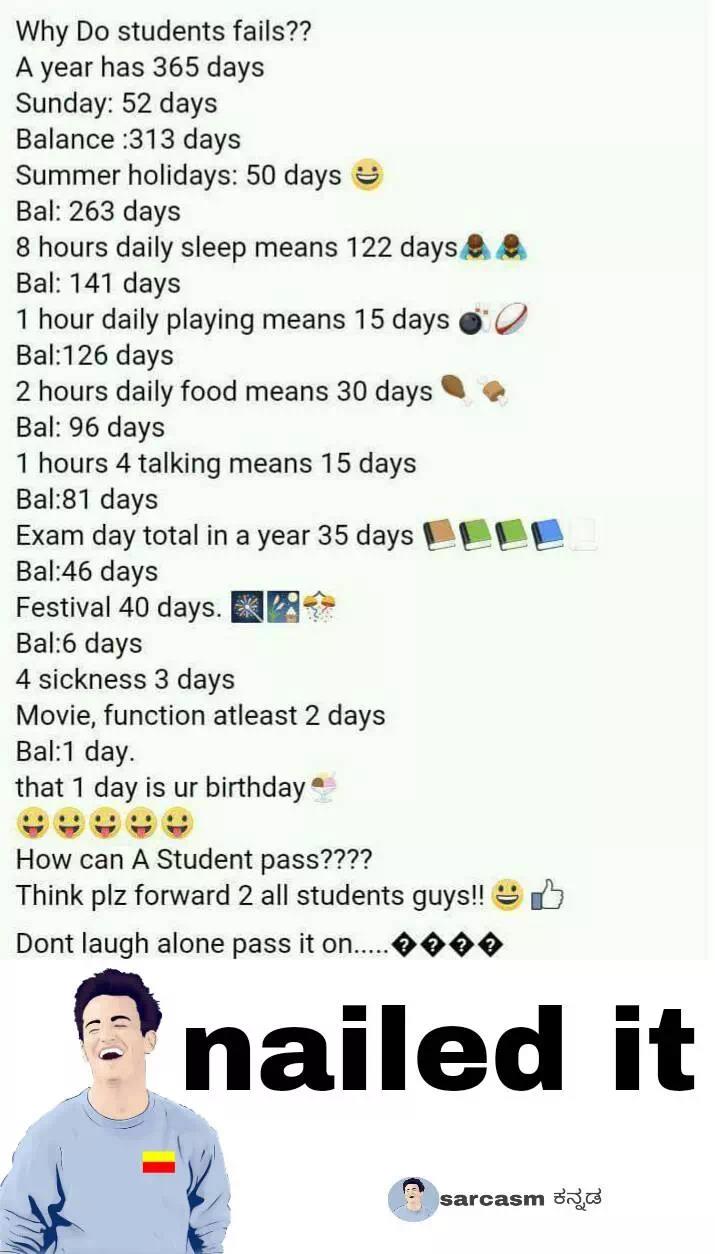 Why Do students fails??
A year has 365 days
Sunday: 52 days
Balance :313 days
Summer holidays: 50 days 😀
Bal: 263 days
8 hours daily sleep means 122 days🙇🙇
Bal: 141 days
1 hour daily playing means 15 days 🎳🏉
Bal:126 days
2 hours daily food means 30 days 🍗🍖
Bal: 96 days
1 hours 4 talking means 15 days
Bal:81 days
Exam day total in a year 35 days 📔📗📗📘📃
Bal:46 days
Festival 40 days. 🎆🎑🎊
Bal:6 days
4 sickness 3 days
Movie, function atleast 2 days
Bal:1 day.
that 1 day is ur birthday🍨
😛😛😛😛😛
How can A Student pass????
Think plz forward 2 all students guys!! 😃👍
Dont laugh alone pass it on.....����
nailed it
sarcasm ಕನ್ನಡ